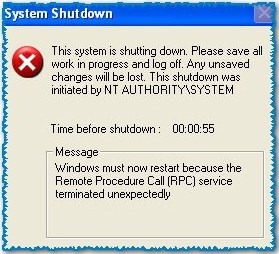 System Shutdown
This system is shutting down. Please save all
work in progress and log off. Any unsaved
changes will be lost. This shutdown was
initiated by NT AUTHORITY\SYSTEM
Time before shutdown : 00:00:55
Message
Windows must now restart because the
Remote Procedure Call (RPC) service
terminated unexpectedly